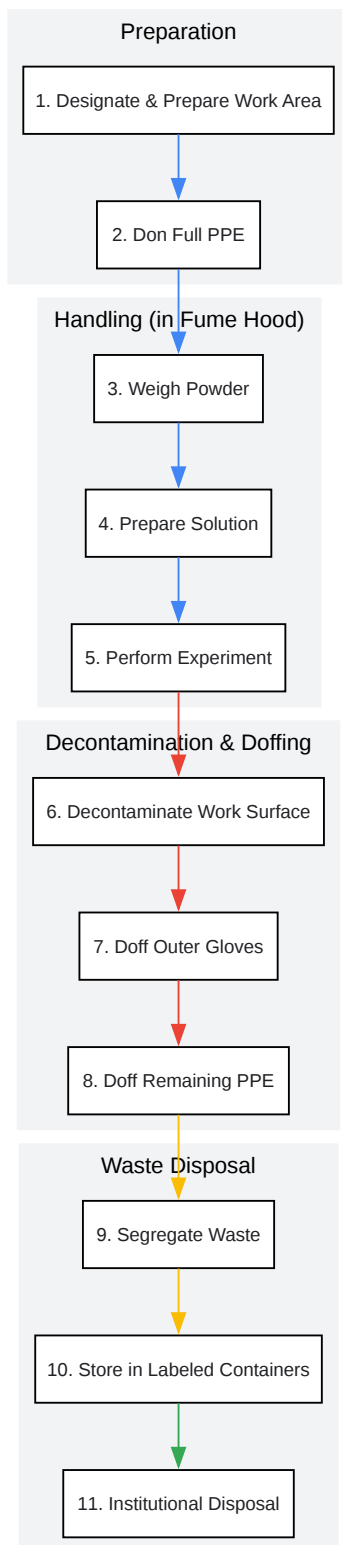 Preparation
1. Designate & Prepare Work Area
2. Don Full PPE
Handling (in Fume Hood)
3. Weigh Powder
4. Prepare Solution
5. Perform Experiment
Decontamination & Doffing
6. Decontaminate Work Surface
7. Doff Outer Gloves
8. Doff Remaining PPE
Waste Disposal
9. Segregate Waste
10. Store in Labeled Containers
11. Institutional Disposal